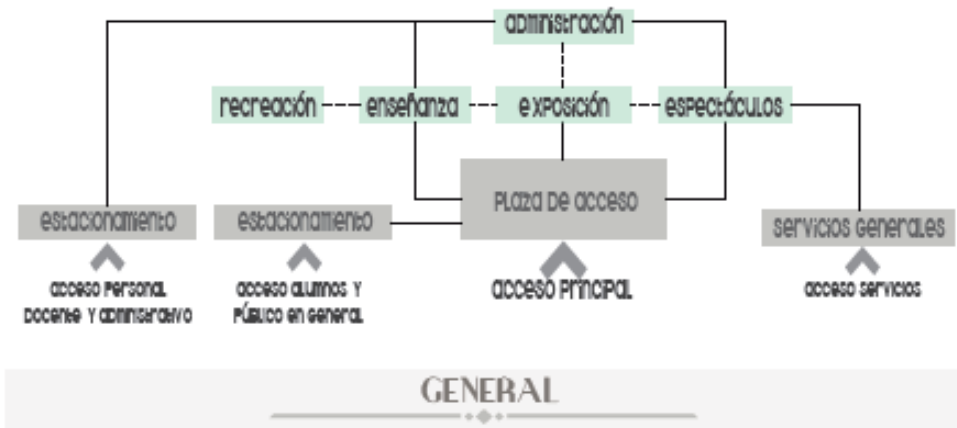 administración
recreación
enseñanza
exposición
espectáculos
Plaza de acceso
estacionamiento
estacionamiento
servicios generales
acceso Personal
Docente y administrativo
acceso alumnos y
Público en general
acceso Principal
acceso servicios
GENERAL